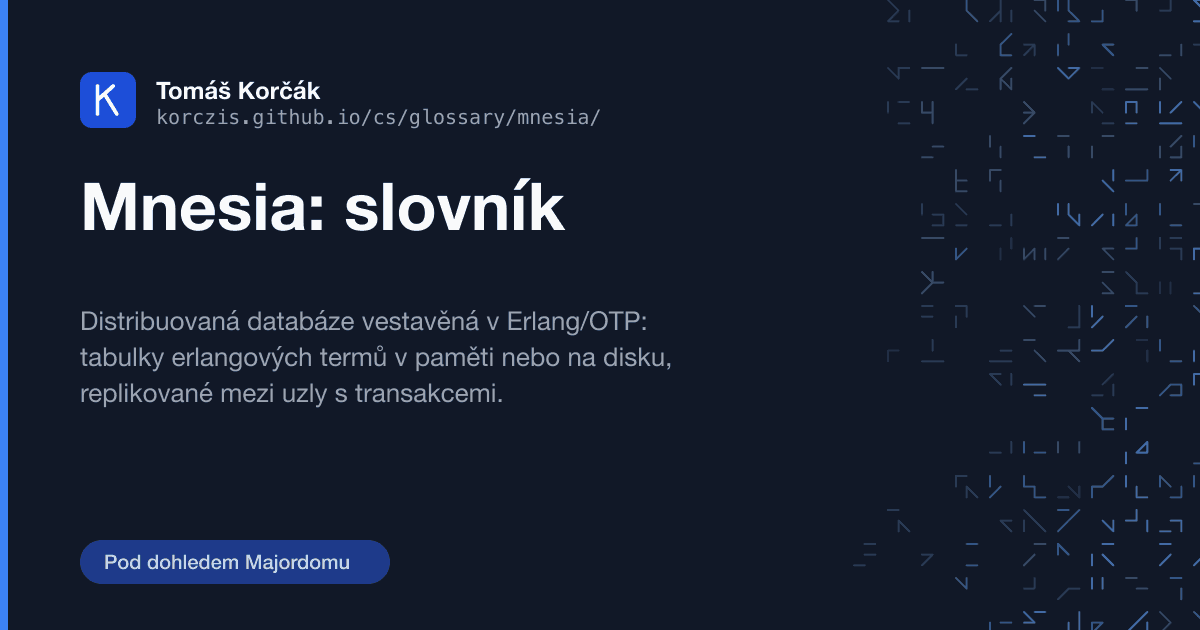 Tomáš Korčák
korczis.github.io/cs/glossary/mnesia/
Mnesia: slovník
Distribuovaná databáze vestavěná v Erlang/OTP:
tabulky erlangových termů v paměti nebo na disku,
replikované mezi uzly s transakcemi.
Pod dohledem Majordomu